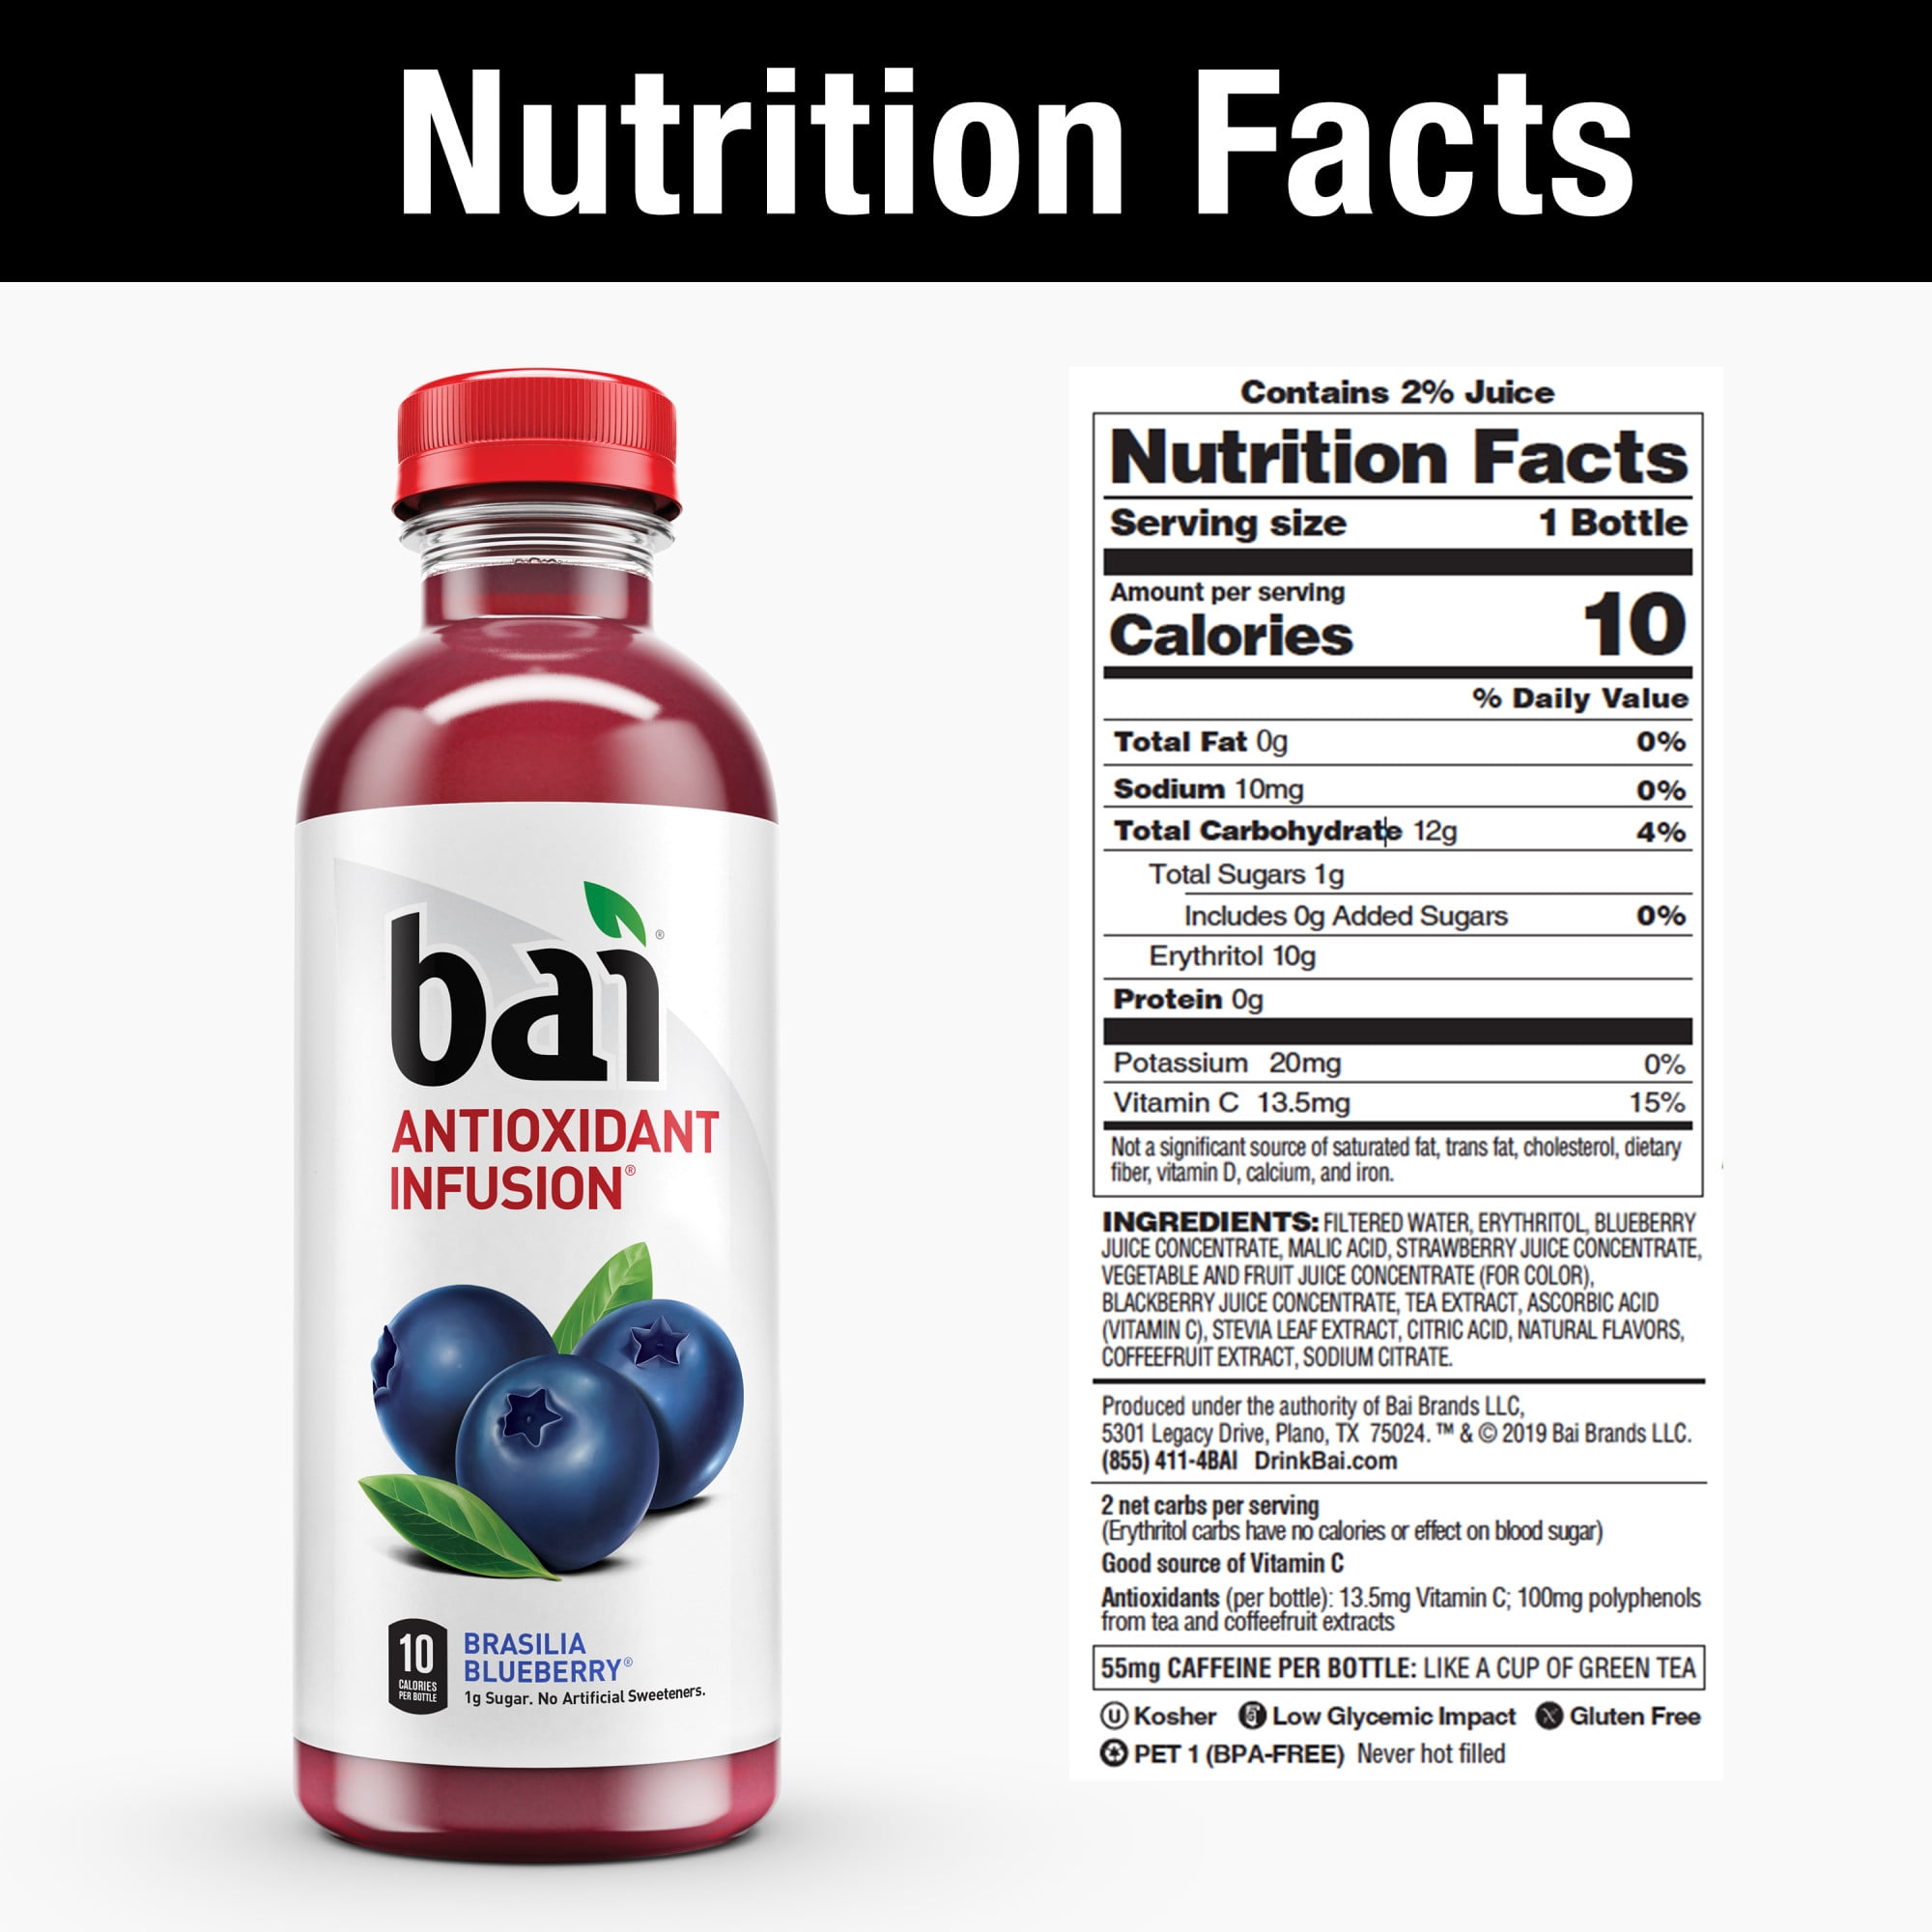 Nutrition Facts
bai®
ANTIOXIDANT
INFUSION®
10
CALORIES
PER BOTTLE
BRASILIA
BLUEBERRY®
1g Sugar. No Artificial Sweeteners.
Contains 2% Juice
Nutrition Facts
Serving size 1 Bottle
Amount per serving
Calories 10
% Daily Value
Total Fat 0g 0%
Sodium 10mg 0%
Total Carbohydrate 12g 4%
Total Sugars 1g
Includes 0g Added Sugars 0%
Erythritol 10g
Protein 0g
Potassium 20mg 0%
Vitamin C 13.5mg 15%
Not a significant source of saturated fat, trans fat, cholesterol, dietary
fiber, vitamin D, calcium, and iron.
INGREDIENTS: FILTERED WATER, ERYTHRITOL, BLUEBERRY
JUICE CONCENTRATE, MALIC ACID, STRAWBERRY JUICE CONCENTRATE,
VEGETABLE AND FRUIT JUICE CONCENTRATE (FOR COLOR),
BLACKBERRY JUICE CONCENTRATE, TEA EXTRACT, ASCORBIC ACID
(VITAMIN C), STEVIA LEAF EXTRACT, CITRIC ACID, NATURAL FLAVORS,
COFFEEFRUIT EXTRACT, SODIUM CITRATE.
Produced under the authority of Bai Brands LLC,
5301 Legacy Drive, Plano, TX 75024. ™ & © 2019 Bai Brands LLC.
(855) 411-4BAI DrinkBai.com
2 net carbs per serving
(Erythritol carbs have no calories or effect on blood sugar)
Good source of Vitamin C
Antioxidants (per bottle): 13.5mg Vitamin C; 100mg polyphenols
from tea and coffeefruit extracts
55mg CAFFEINE PER BOTTLE: LIKE A CUP OF GREEN TEA
U Kosher Low Glycemic Impact Gluten Free
PET 1 (BPA-FREE) Never hot filled